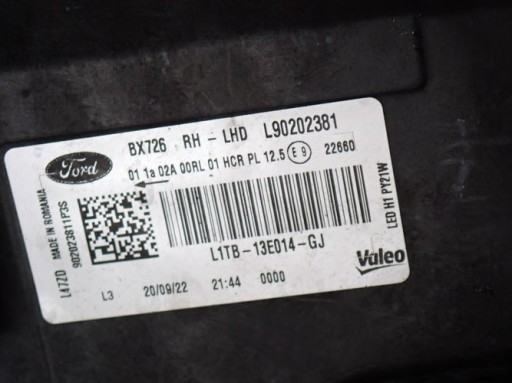 Ford
BX726 RH - LHD L90202381
01 1a 02A 00RL 01 HCR PL 12.5 E9 22660
L1TB-13E014-GJ
L3 20/09/22 21:44 0000
Valeo
L47ZD MADE IN ROMANIA
902023811P3S
LED H1 PY21W